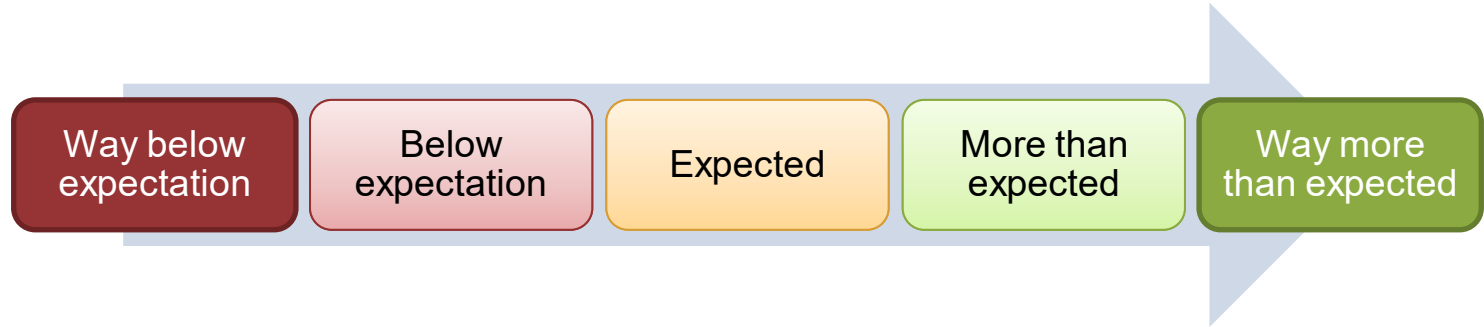 Way below
expectation
Below
expectation
Expected
More than
expected
Way more
than expected